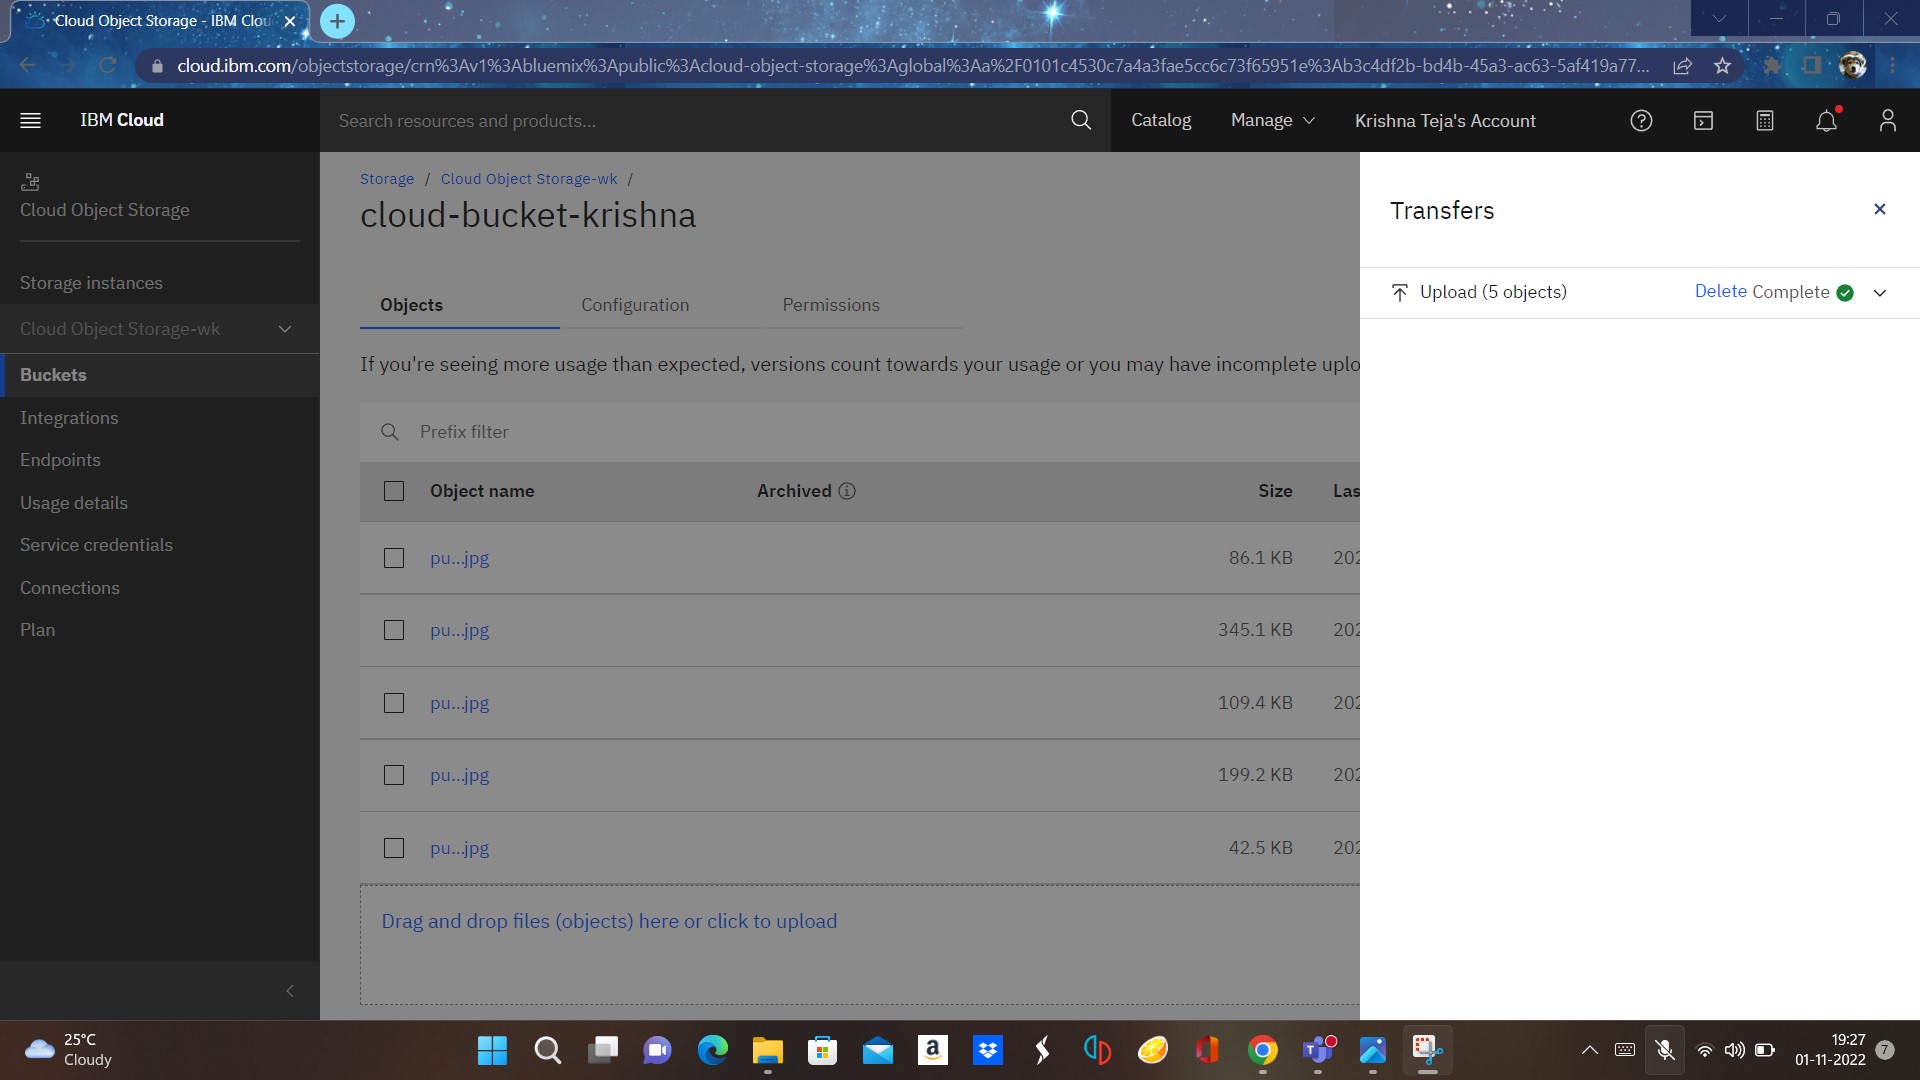 Cloud Object Storage - IBM Clou
cloud.ibm.com/objectstorage/crn%3Av1%3Abluemix%3Apublic%3Acloud-object-storage%3Aglobal%3Aa%2F0101c4530c7a4a3fae5cc6c73f65951e%3Ab3c4df2b-bd4b-45a3-ac63-5af419a77...
IBM Cloud
Search resources and products...
Catalog
Manage
Krishna Teja's Account
Cloud Object Storage
Storage instances
Cloud Object Storage-wk
Buckets
Integrations
Endpoints
Usage details
Service credentials
Connections
Plan
Storage / Cloud Object Storage-wk /
cloud-bucket-krishna
Objects Configuration Permissions
If you're seeing more usage than expected, versions count towards your usage or you may have incomplete uplo
Prefix filter
Object name Archived Size Las
pu...jpg 86.1 KB 202
pu...jpg 345.1 KB 202
pu...jpg 109.4 KB 202
pu...jpg 199.2 KB 202
pu...jpg 42.5 KB 202
Drag and drop files (objects) here or click to upload
Transfers
Upload (5 objects) Delete Complete
25°C
Cloudy
a
19:27
01-11-2022
7